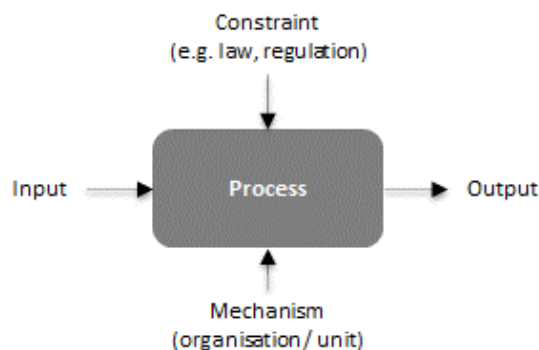 Constraint
(e.g. law, regulation)
Input
Process
Output
Mechanism
(organisation/ unit)